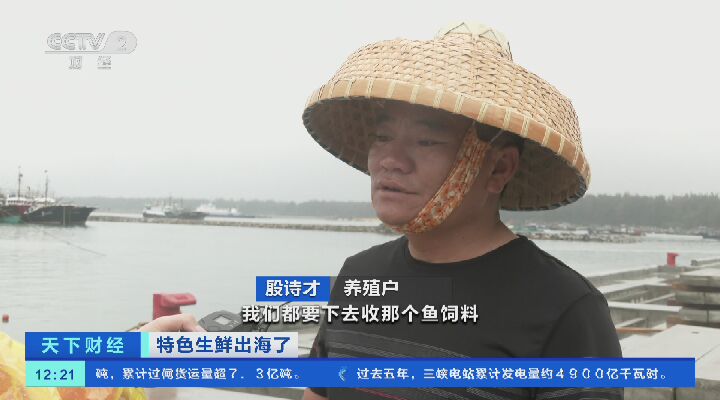 CCTV 2
财经
殷诗才 养殖户
我们都要下去收那个鱼饲料
天下财经 特色生鲜出海了
12:21 吨，累计过闸货运量超7.3亿吨。 过去五年，三峡电站累计发电量约4900亿千瓦时。